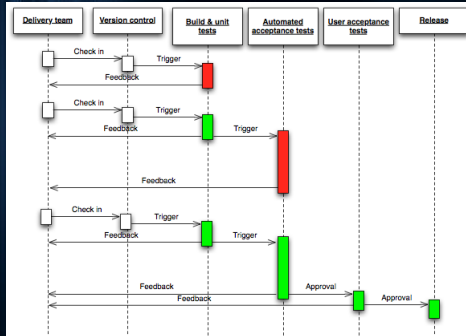 Delivery team
Version control
Build & unit
tests
Automated
acceptance tests
User acceptance
tests
Release
Check in
Trigger
Feedback
Check in
Trigger
Feedback
Trigger
Feedback
Check in
Trigger
Feedback
Trigger
Feedback
Approval
Feedback
Approval